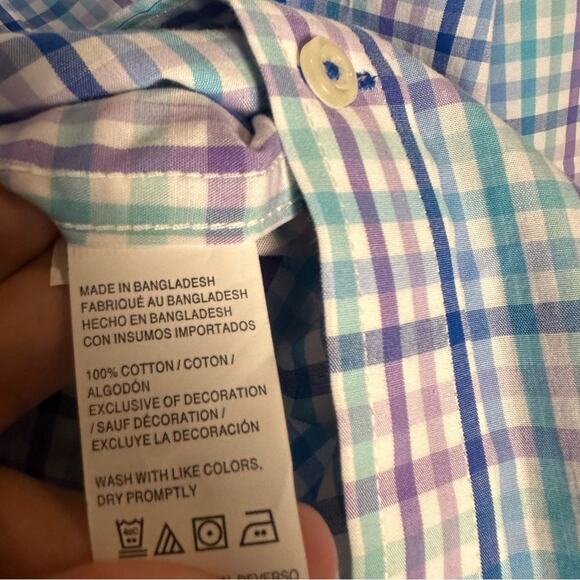 MADE IN BANGLADESH
FABRIQUÉ AU BANGLADESH
HECHO EN BANGLADESH
CON INSUMOS IMPORTADOS
100% COTTON / COTON /
ALGODÓN
EXCLUSIVE OF DECORATION
/ SAUF DÉCORATION /
EXCLUYE LA DECORACIÓN
WASH WITH LIKE COLORS,
DRY PROMPTLY